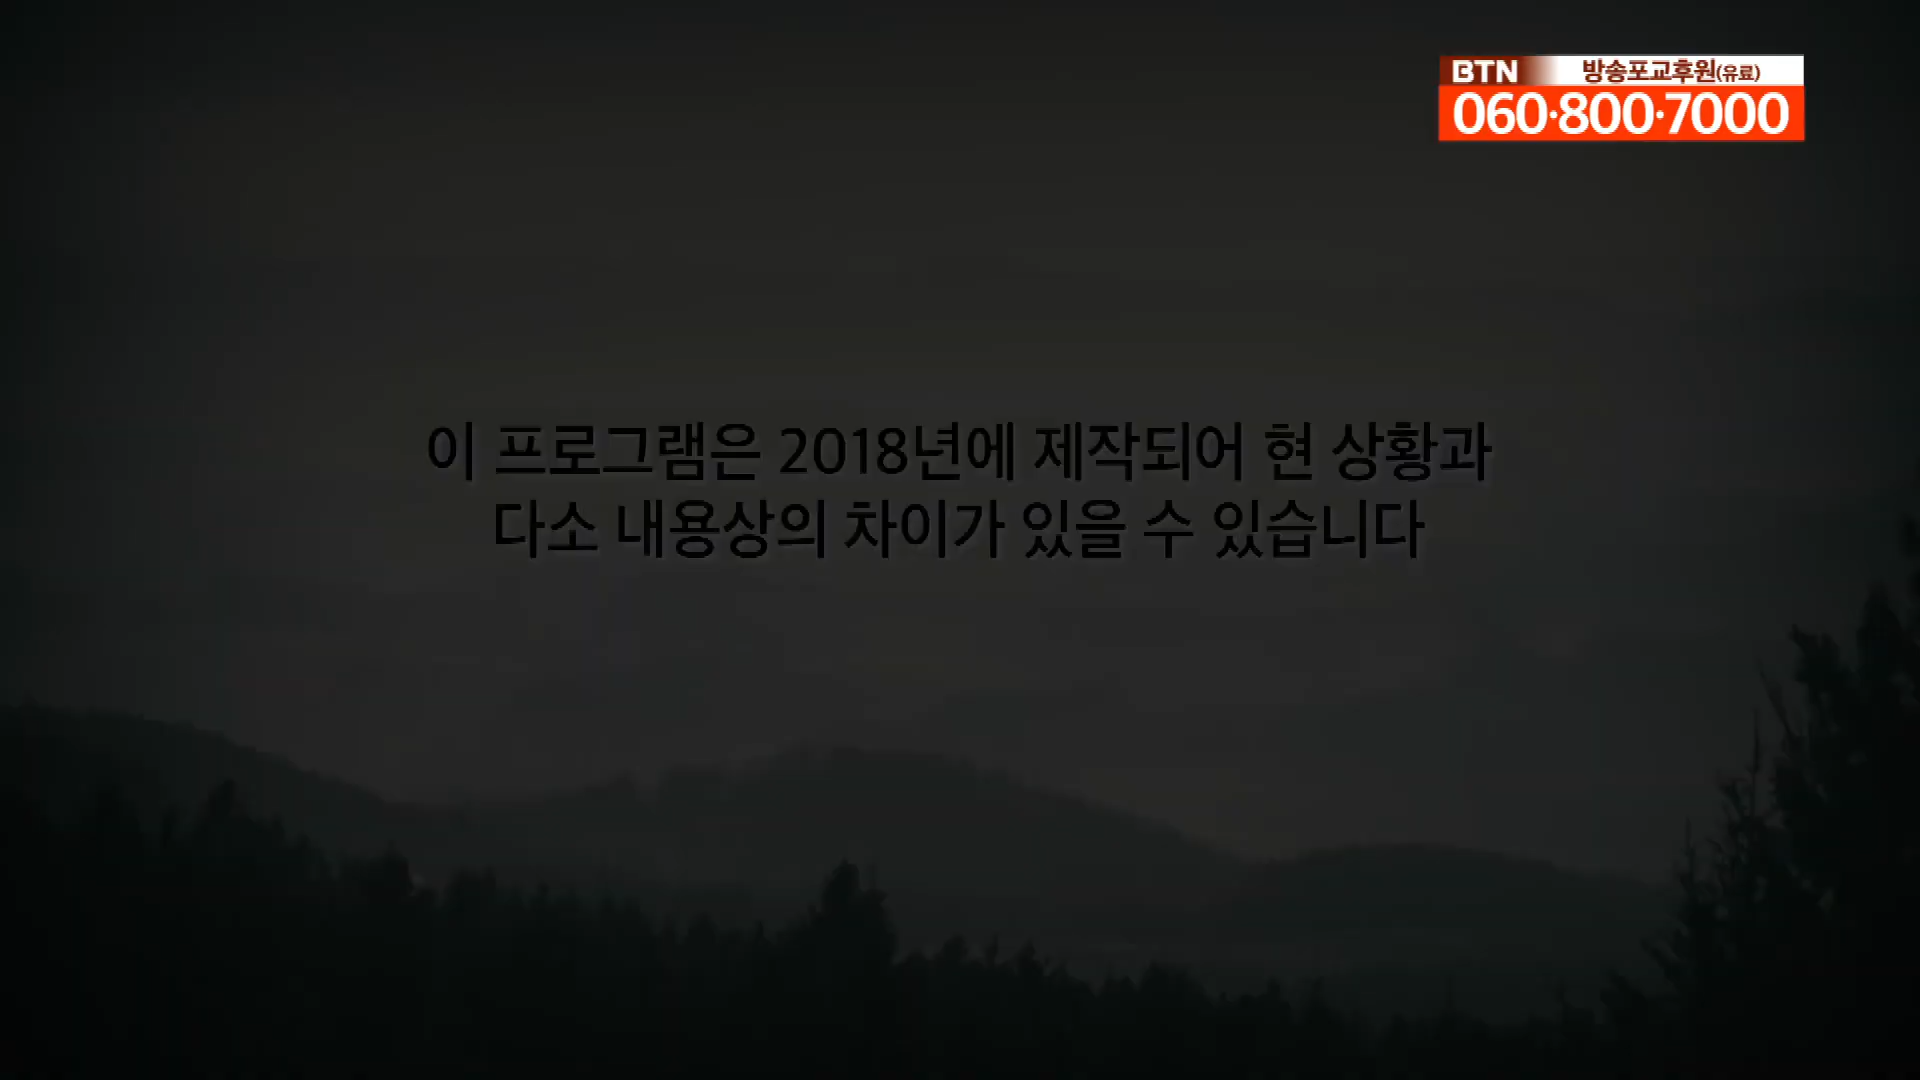 BTN 방송포교후원(유료)
060·800·7000
이 프로그램은 2018년에 제작되어 현 상황과
다소 내용상의 차이가 있을 수 있습니다